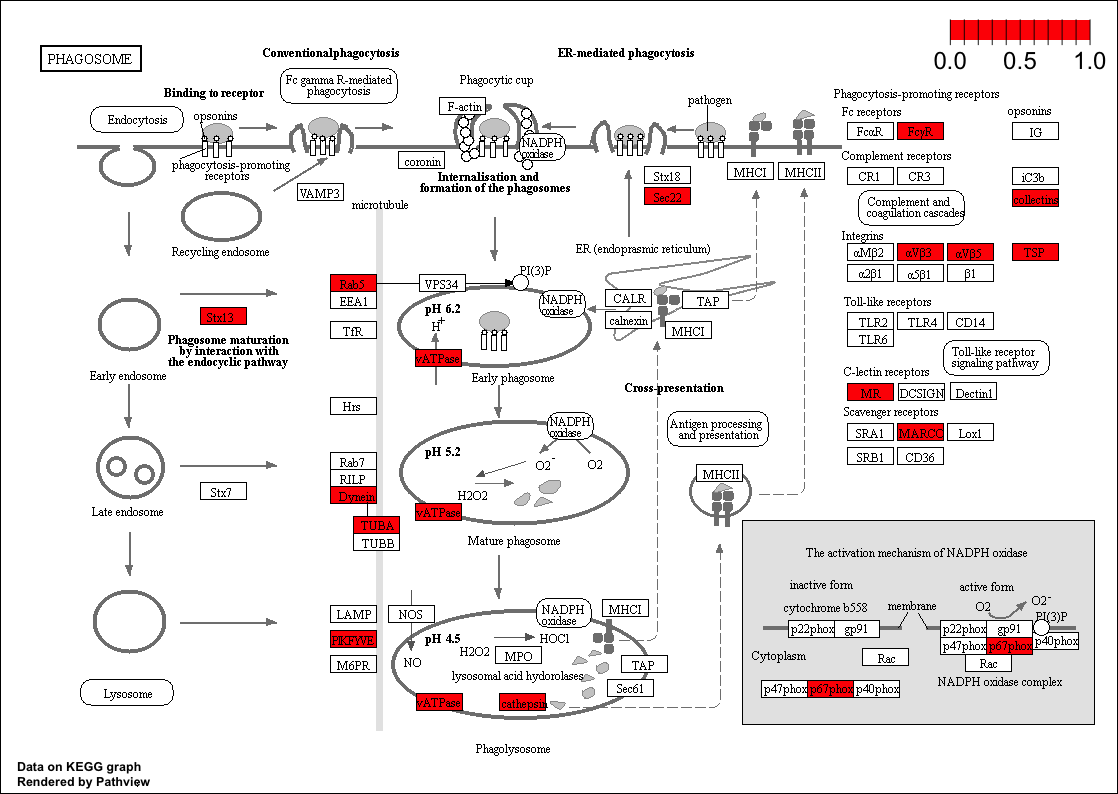 PHAGOSOME
0.0 0.5 1.0
Conventionalphagocytosis
ER-mediated phagocytosis
Fc gamma R-mediated
phagocytosis
Phagocytic cup
Binding to receptor
Endocytosis
opsonins
F-actin
pathogen
NADPH
oxidase
coronin
phagocytosis-promoting
receptors
Internalisation and
formation of the phagosomes
VAMP3
microtubule
Stx18
Sec22
MHCI
MHCII
Recycling endosome
ER (endoprasmic reticulum)
Rab5
EEA1
VPS34
PI(3)P
NADPH
oxidase
CALR
calnexin
TAP
MHCI
pH 6.2
H+
vATPase
TfR
Stx13
Phagosome maturation
by interaction with
the endocyclic pathway
Early endosome
Early phagosome
Cross-presentation
Hrs
NADPH
oxidase
Antigen processing
and presentation
pH 5.2
O2-
O2
H2O2
vATPase
Rab7
RILP
Dynein
TUBA
TUBB
Stx7
Late endosome
Mature phagosome
MHCII
LAMP
PIKFYVE
M6PR
NOS
NO
NADPH
oxidase
MHCI
pH 4.5
HOCl
H2O2
MPO
lysosomal acid hydorolases
TAP
Sec61
vATPase
cathepsin
Lysosome
Phagolysosome
Phagocytosis-promoting receptors
Fc receptors
opsonins
FcαR
FcγR
IG
Complement receptors
CR1
CR3
iC3b
collectins
Complement and
coagulation cascades
Integrins
αMβ2
αVβ3
αVβ5
TSP
α2β1
α5β1
β1
Toll-like receptors
TLR2
TLR4
CD14
TLR6
Toll-like receptor
signaling pathway
C-lectin receptors
MR
DCSIGN
Dectin1
Scavenger receptors
SRA1
MARCO
Lox1
SRB1
CD36
The activation mechanism of NADPH oxidase
inactive form
active form
cytochrome b558
membrane
O2
O2-
PI(3)P
p22phox
gp91
p22phox
gp91
p47phox
p67phox
p40phox
Cytoplasm
Rac
Rac
NADPH oxidase complex
p47phox
p67phox
p40phox
Data on KEGG graph
Rendered by Pathview